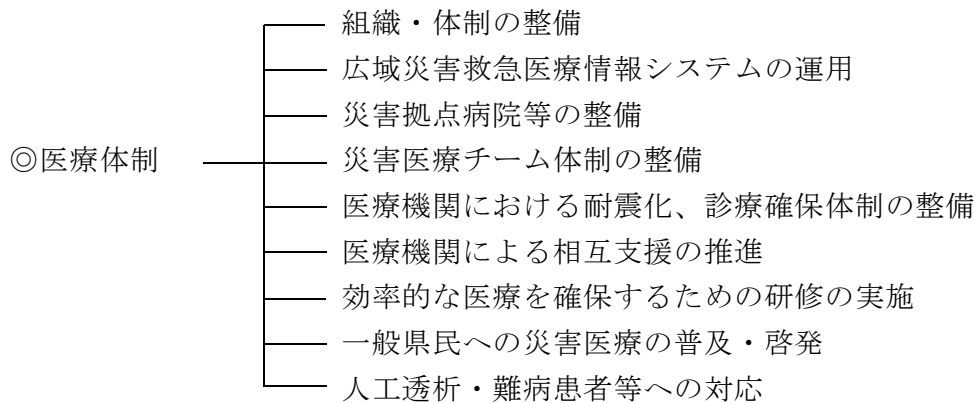 組織・体制の整備
広域災害救急医療情報システムの運用
災害拠点病院等の整備
◎医療体制
災害医療チーム体制の整備
医療機関における耐震化、診療確保体制の整備
医療機関による相互支援の推進
効率的な医療を確保するための研修の実施
一般県民への災害医療の普及・啓発
人工透析・難病患者等への対応